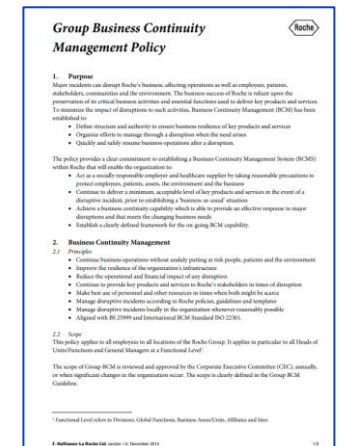 Group Business Continuity
Management Policy
Roche
1. Purpose
Major incidents can disrupt Roche's business, affecting operations as well as employees, patients,
stakeholders, communities and the environment. The business success of Roche is reliant upon the
preservation of its critical business activities and essential functions used to deliver key products and services.
To minimize the impact of disruptions to such activities, Business Continuity Management (BCM) has been
established to:
• Define structure and authority to ensure business resilience of key products and services
• Organize efforts to manage through a disruption when the need arises
• Quickly and safely resume business operations after a disruption.
The policy provides a clear commitment to establishing a Business Continuity Management System (BCMS)
within Roche that will enable the organization to:
• Act as a socially responsible employer and healthcare supplier by taking reasonable precautions to
protect employees, patients, assets, the environment and the business
• Continue to deliver a minimum, acceptable level of key products and services in the event of a
disruptive incident, prior to establishing a 'business-as-usual' situation
• Achieve a business continuity capability which is able to provide an effective response to major
disruptions and that meets the changing business needs
• Establish a clearly defined framework for the on-going BCM capability.
2. Business Continuity Management
2.1 Principles
• Continue business operations without unduly putting at risk people, patients and the environment
• Improve the resilience of the organization's infrastructure
• Reduce the operational and financial impact of any disruption
• Continue to provide key products and services to Roche's stakeholders in times of disruption
• Make best use of personnel and other resources in times when both might be scarce
• Manage disruptive incidents according to Roche policies, guidelines and templates
• Manage disruptive incidents locally in the organization whenever reasonably possible
• Aligned with BS 25999 and International BCM Standard ISO 22301.
2.2 Scope
This policy applies to all employees in all locations of the Roche Group. It applies in particular to all Heads of
Units/Functions and General Managers at a Functional Level¹.
The scope of Group BCM is reviewed and approved by the Corporate Executive Committee (CEC), annually,
or when significant changes in the organization occur. The scope is clearly defined in the Group BCM
Guideline.
¹ Functional Level refers to Divisions, Global Functions, Business Areas/Units, Affiliates and Sites
F. Hoffmann-La Roche Ltd, version 1.0, November 2013
1/3